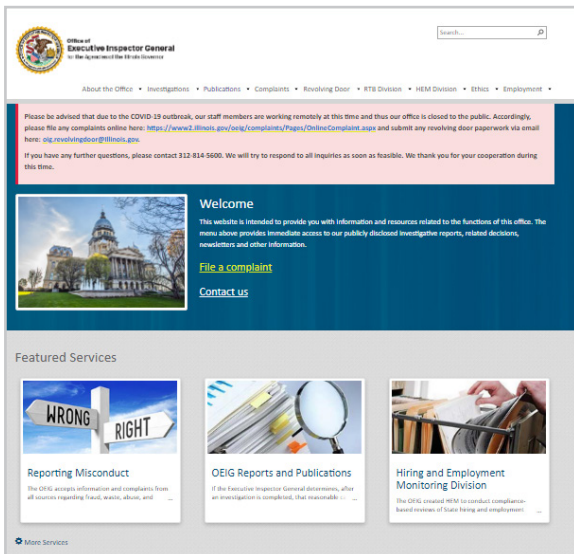 Office of
Executive Inspector General
for the Agencies of the Illinois Governor
Search...
About the Office • Investigations • Publications • Complaints • Revolving Door • RTB Division • HEM Division • Ethics • Employment •
Please be advised that due to the COVID-19 outbreak, our staff members are working remotely at this time and thus our office is closed to the public. Accordingly,
please file any complaints online here: https://www2.illinois.gov/oeig/complaints/Pages/OnlineComplaint.aspx and submit any revolving door paperwork via email
here: oig.revolvingdoor@illinois.gov.
If you have any further questions, please contact 312-814-5600. We will try to respond to all inquiries as soon as feasible. We thank you for your cooperation during
this time.
Welcome
This website is intended to provide you with information and resources related to the functions of this office. The
menu above provides immediate access to our publicly disclosed investigative reports, related decisions,
newsletters and other information.
File a complaint
Contact us
Featured Services
WRONG
RIGHT
Reporting Misconduct
The OEIG accepts information and complaints from
all sources regarding fraud, waste, abuse, and ...
OEIG Reports and Publications
If the Executive Inspector General determines, after
an investigation is completed, that reasonable ...
Hiring and Employment
Monitoring Division
The OEIG created HEM to conduct compliance-
based reviews of State hiring and employment ...
More Services